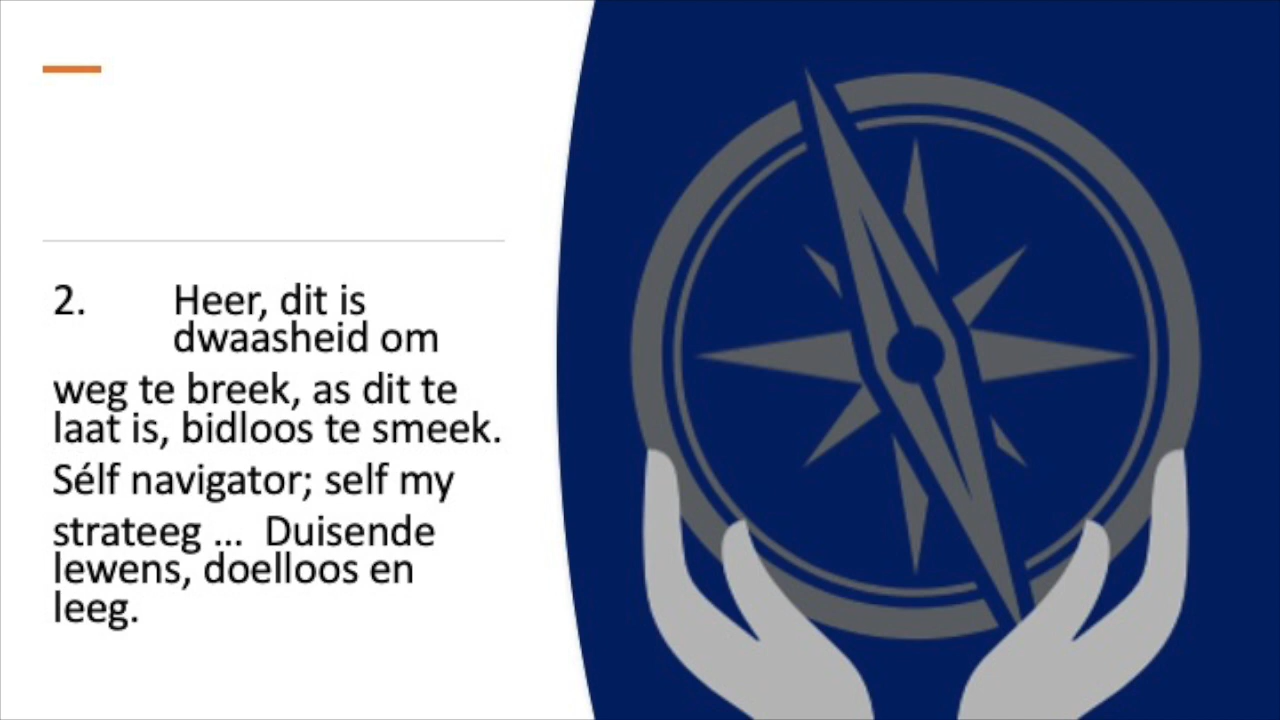 2. Heer, dit is
dwaasheid om
weg te breek, as dit te
laat is, bidloos te smeek.
Sélf navigator; self my
strateeg ... Duisende
lewens, doelloos en
leeg.